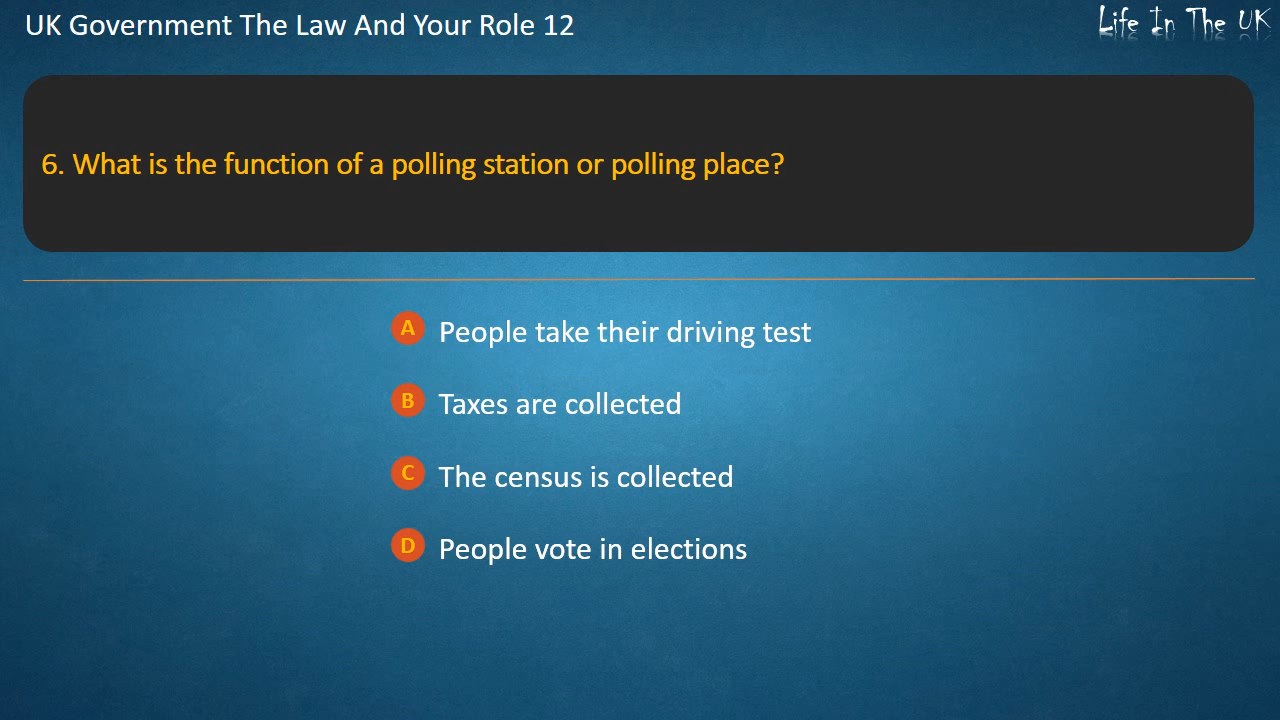 UK Government The Law And Your Role 12
Life In The UK
6. What is the function of a polling station or polling place?
A People take their driving test
B Taxes are collected
C The census is collected
D People vote in elections